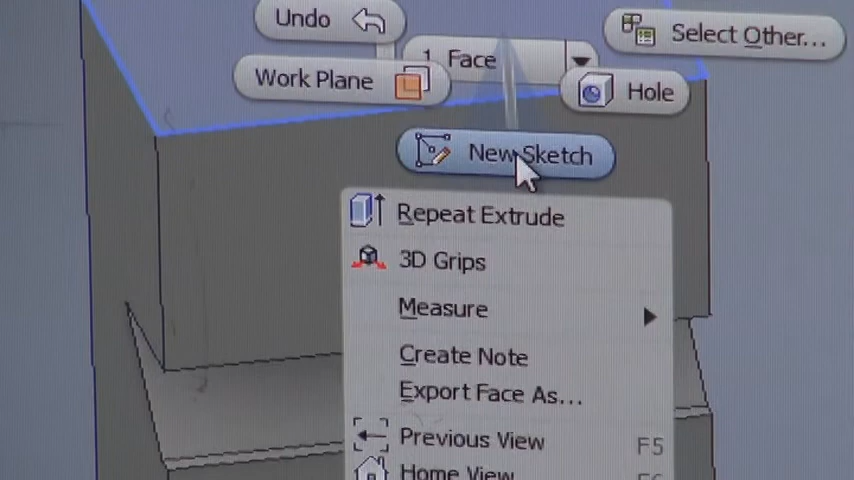 Undo
Select Other...
1 Face
Work Plane
Hole
New Sketch
Repeat Extrude
3D Grips
Measure
Create Note
Export Face As...
Previous View F5
Home View F6